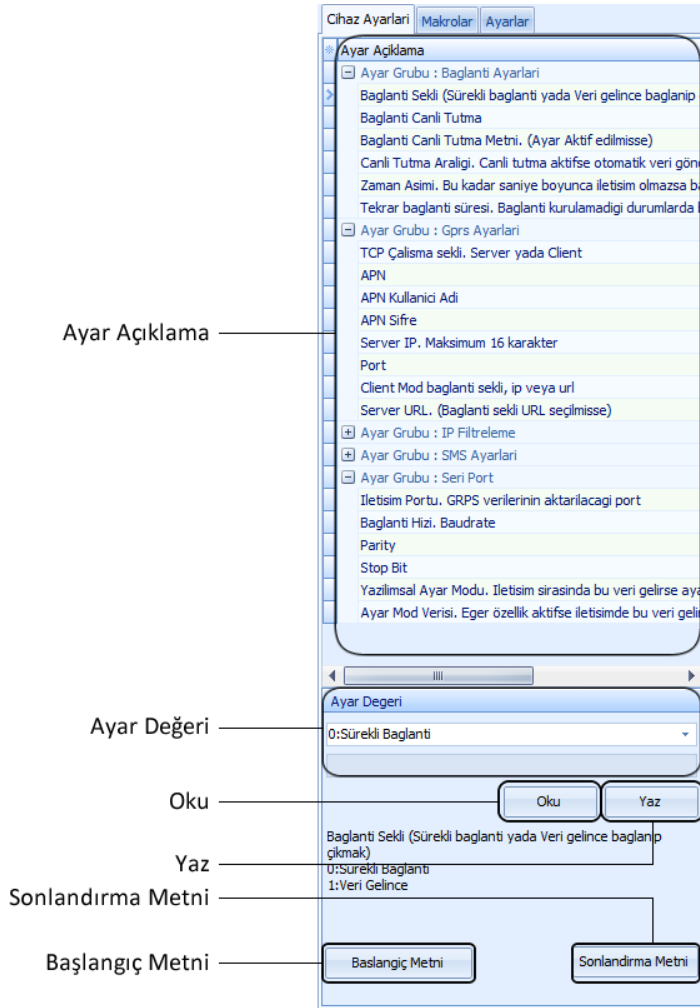 Cihaz Ayarlari Makrolar Ayarlar
Ayar Açiklama
Ayar Grubu : Baglanti Ayarlari
Baglanti Sekli (Sürekli baglanti yada Veri gelince baglanip
Baglanti Canli Tutma
Baglanti Canli Tutma Metni. (Ayar Aktif edilmisse)
Canli Tutma Araligi. Canli tutma aktifse otomatik veri gön
Zaman Asimi. Bu kadar saniye boyunca iletisim olmazsa
Tekrar baglanti süresi. Baglanti kurulamadigi durumlarda
Ayar Grubu : Gprs Ayarlari
TCP Çalisma sekli. Server yada Client
APN
APN Kullanici Adi
APN Sifre
Ayar Açıklama
Server IP. Maksimum 16 karakter
Port
Client Mod baglanti sekli, ip veya url
Server URL. (Baglanti sekli URL seçilmisse)
Ayar Grubu : IP Filtreleme
Ayar Grubu : SMS Ayarlari
Ayar Grubu : Seri Port
Iletisim Portu. GRPS verilerinin aktarilacagi port
Baglanti Hizi. Baudrate
Parity
Stop Bit
Yazilimsal Ayar Modu. Iletisim sirasinda bu veri gelirse
Ayar Mod Verisi. Eger özellik aktifse iletisimde bu veri
Ayar Degeri
Ayar Değeri
0:Sürekli Baglanti
Oku
Oku Yaz
Baglanti Sekli (Sürekli baglanti yada Veri gelince baglanip
çikmak)
0:Sürekli Baglanti
1:Veri Gelince
Yaz
Sonlandırma Metni
Başlangıç Metni
Baslangiç Metni Sonlandirma Metni